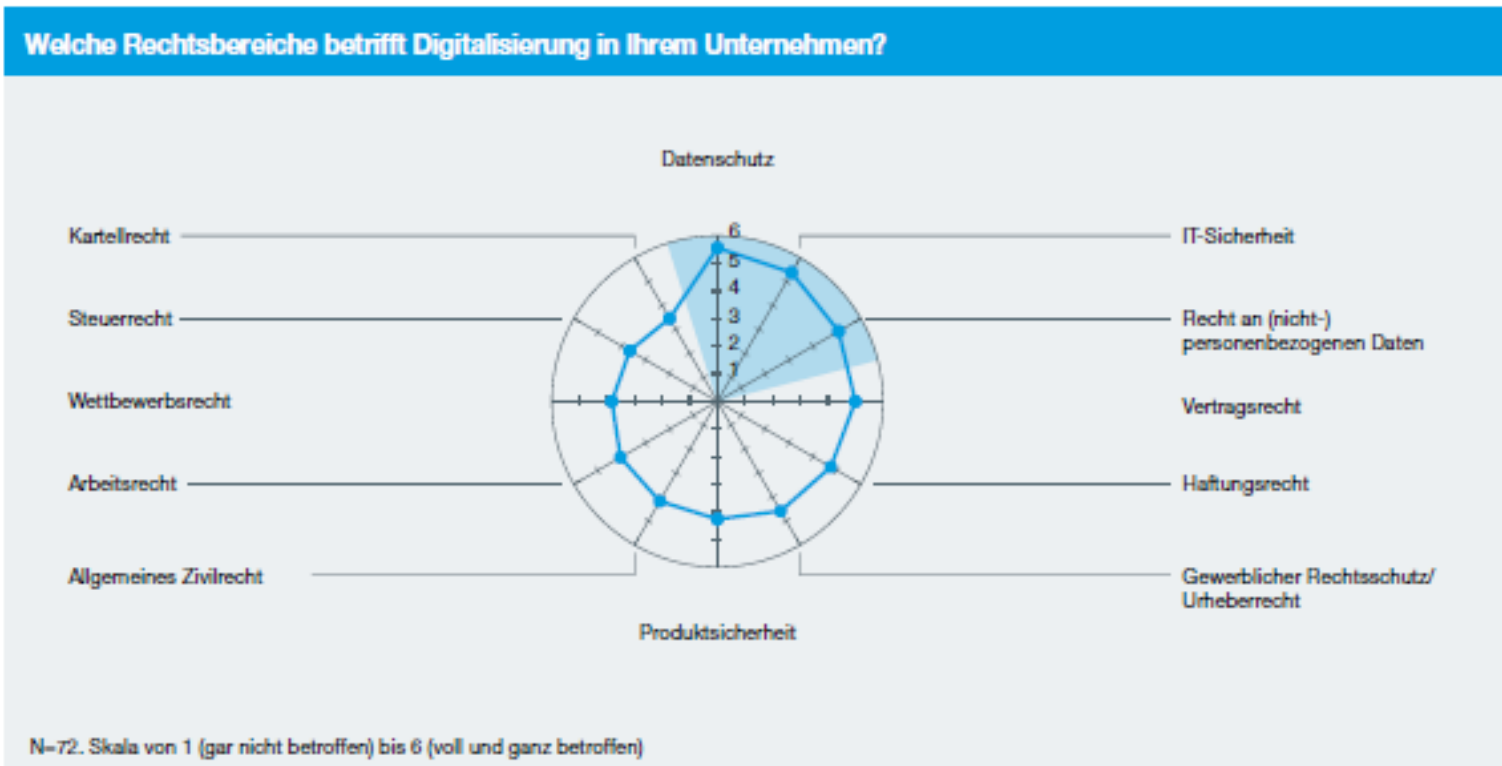 Welche Rechtsbereiche betrifft Digitalisierung in Ihrem Unternehmen?
Datenschutz
Kartellrecht
IT-Sicherheit
Steuerrecht
Recht an (nicht-)
personenbezogenen Daten
Wettbewerbsrecht
Vertragsrecht
Arbeitsrecht
Haftungsrecht
Allgemeines Zivilrecht
Gewerblicher Rechtsschutz/
Urheberrecht
Produktsicherheit
6
5
4
3
2
1
N=72. Skala von 1 (gar nicht betroffen) bis 6 (voll und ganz betroffen)